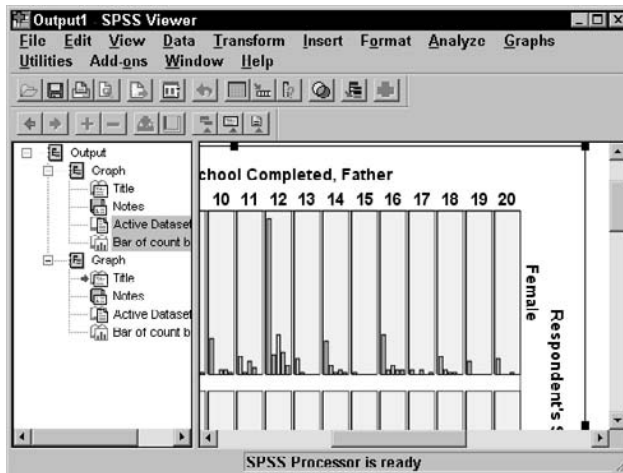 Output1 - SPSS Viewer
File Edit View Data Transform Insert Format Analyze Graphs
Utilities Add-ons Window Help
Output
Graph
Title
Notes
Active Dataset
Bar of count b
Graph
Title
Notes
Active Dataset
Bar of count b
chool Completed, Father
10 11 12 13 14 15 16 17 18 19 20
Female
Respondent's S
SPSS Processor is ready